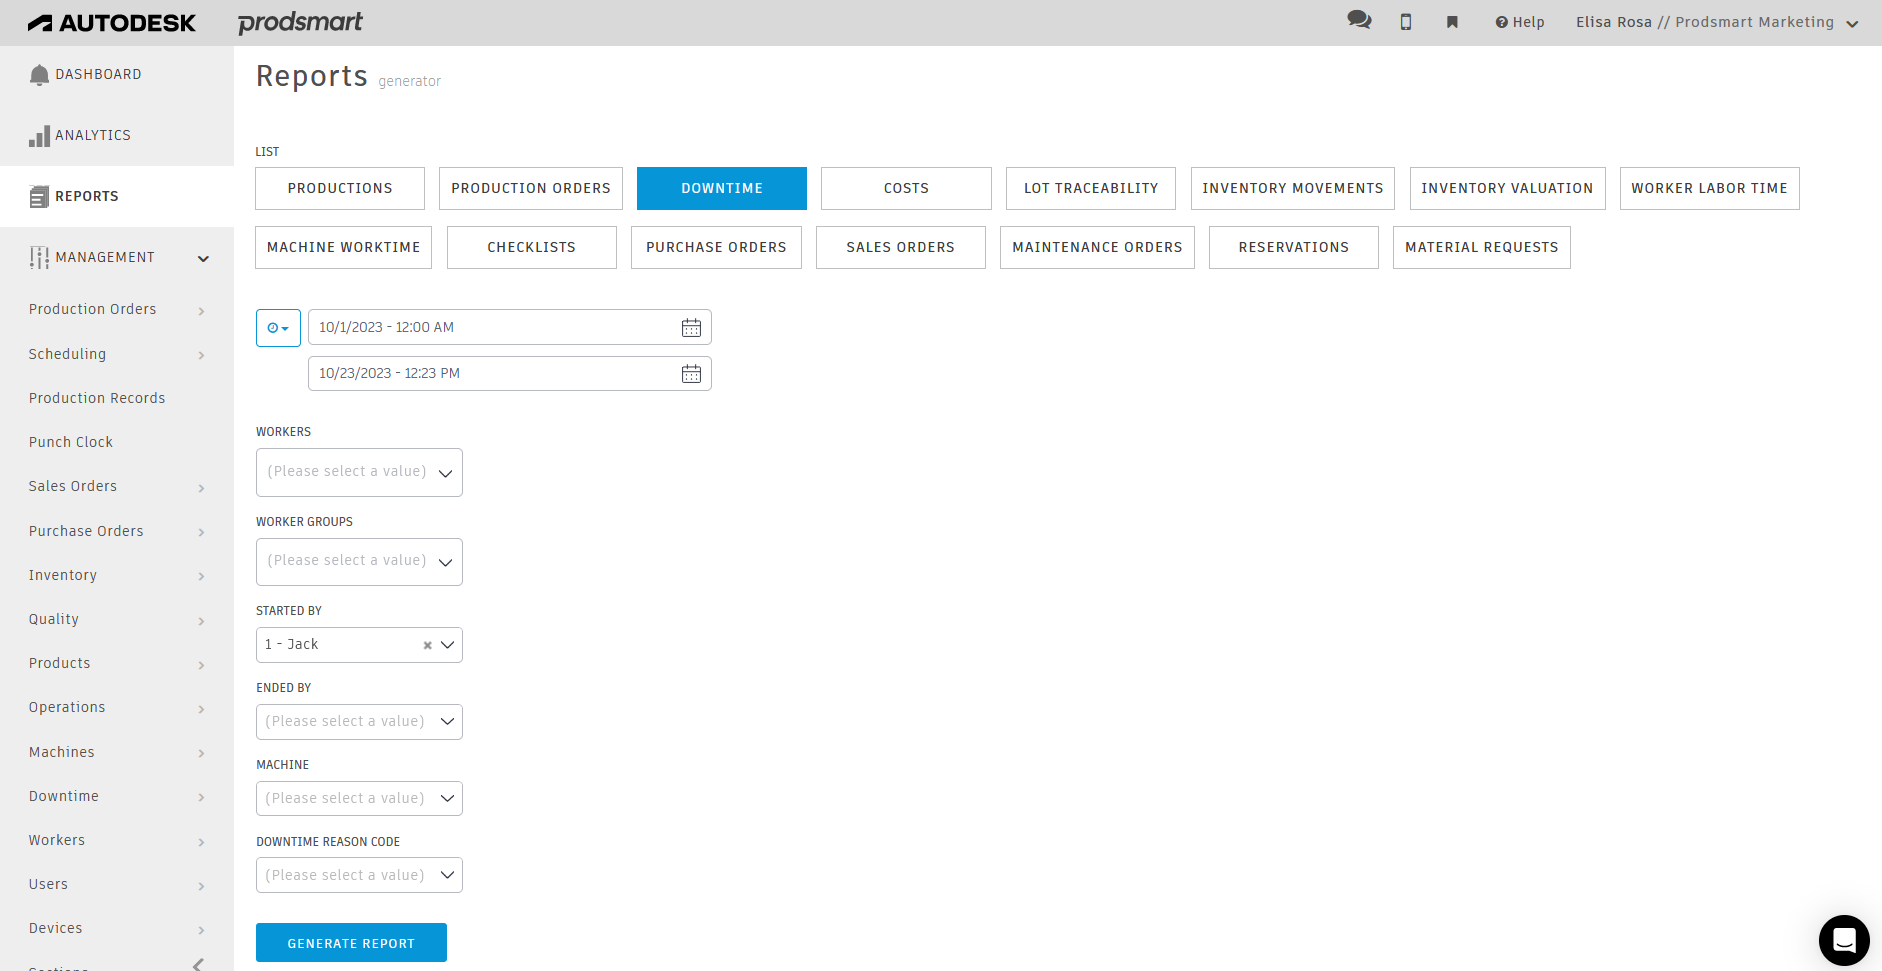 AUTODESK prodsmart
Help
Elisa Rosa // Prodsmart Marketing
DASHBOARD
ANALYTICS
REPORTS
MANAGEMENT
Production Orders
Scheduling
Production Records
Punch Clock
Sales Orders
Purchase Orders
Inventory
Quality
Products
Operations
Machines
Downtime
Workers
Users
Devices
Reports generator
LIST
PRODUCTIONS PRODUCTION ORDERS DOWNTIME COSTS LOT TRACEABILITY INVENTORY MOVEMENTS INVENTORY VALUATION WORKER LABOR TIME
MACHINE WORKTIME CHECKLISTS PURCHASE ORDERS SALES ORDERS MAINTENANCE ORDERS RESERVATIONS MATERIAL REQUESTS
10/1/2023 - 12:00 AM
10/23/2023 - 12:23 PM
WORKERS
(Please select a value)
WORKER GROUPS
(Please select a value)
STARTED BY
1 - Jack
ENDED BY
(Please select a value)
MACHINE
(Please select a value)
DOWNTIME REASON CODE
(Please select a value)
GENERATE REPORT